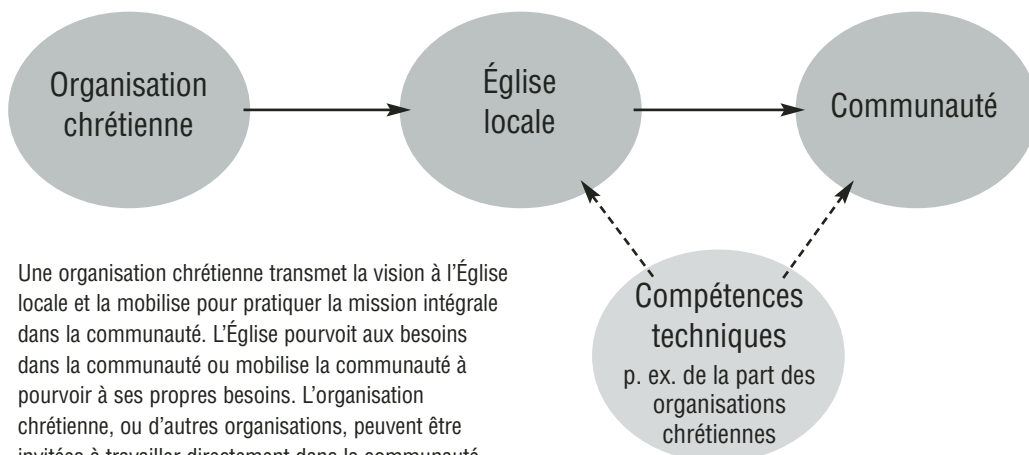 Organisation
chrétienne
Église
locale
Communauté
Une organisation chrétienne transmet la vision à l’Église
locale et la mobilise pour pratiquer la mission intégrale
dans la communauté. L’Église pourvoit aux besoins
dans la communauté ou mobilise la communauté à
pourvoir à ses propres besoins. L’organisation
chrétienne, ou d’autres organisations, peuvent être
invitées à travailler directement dans la communauté
Compétences
techniques
p. ex. de la part des
organisations
chrétiennes